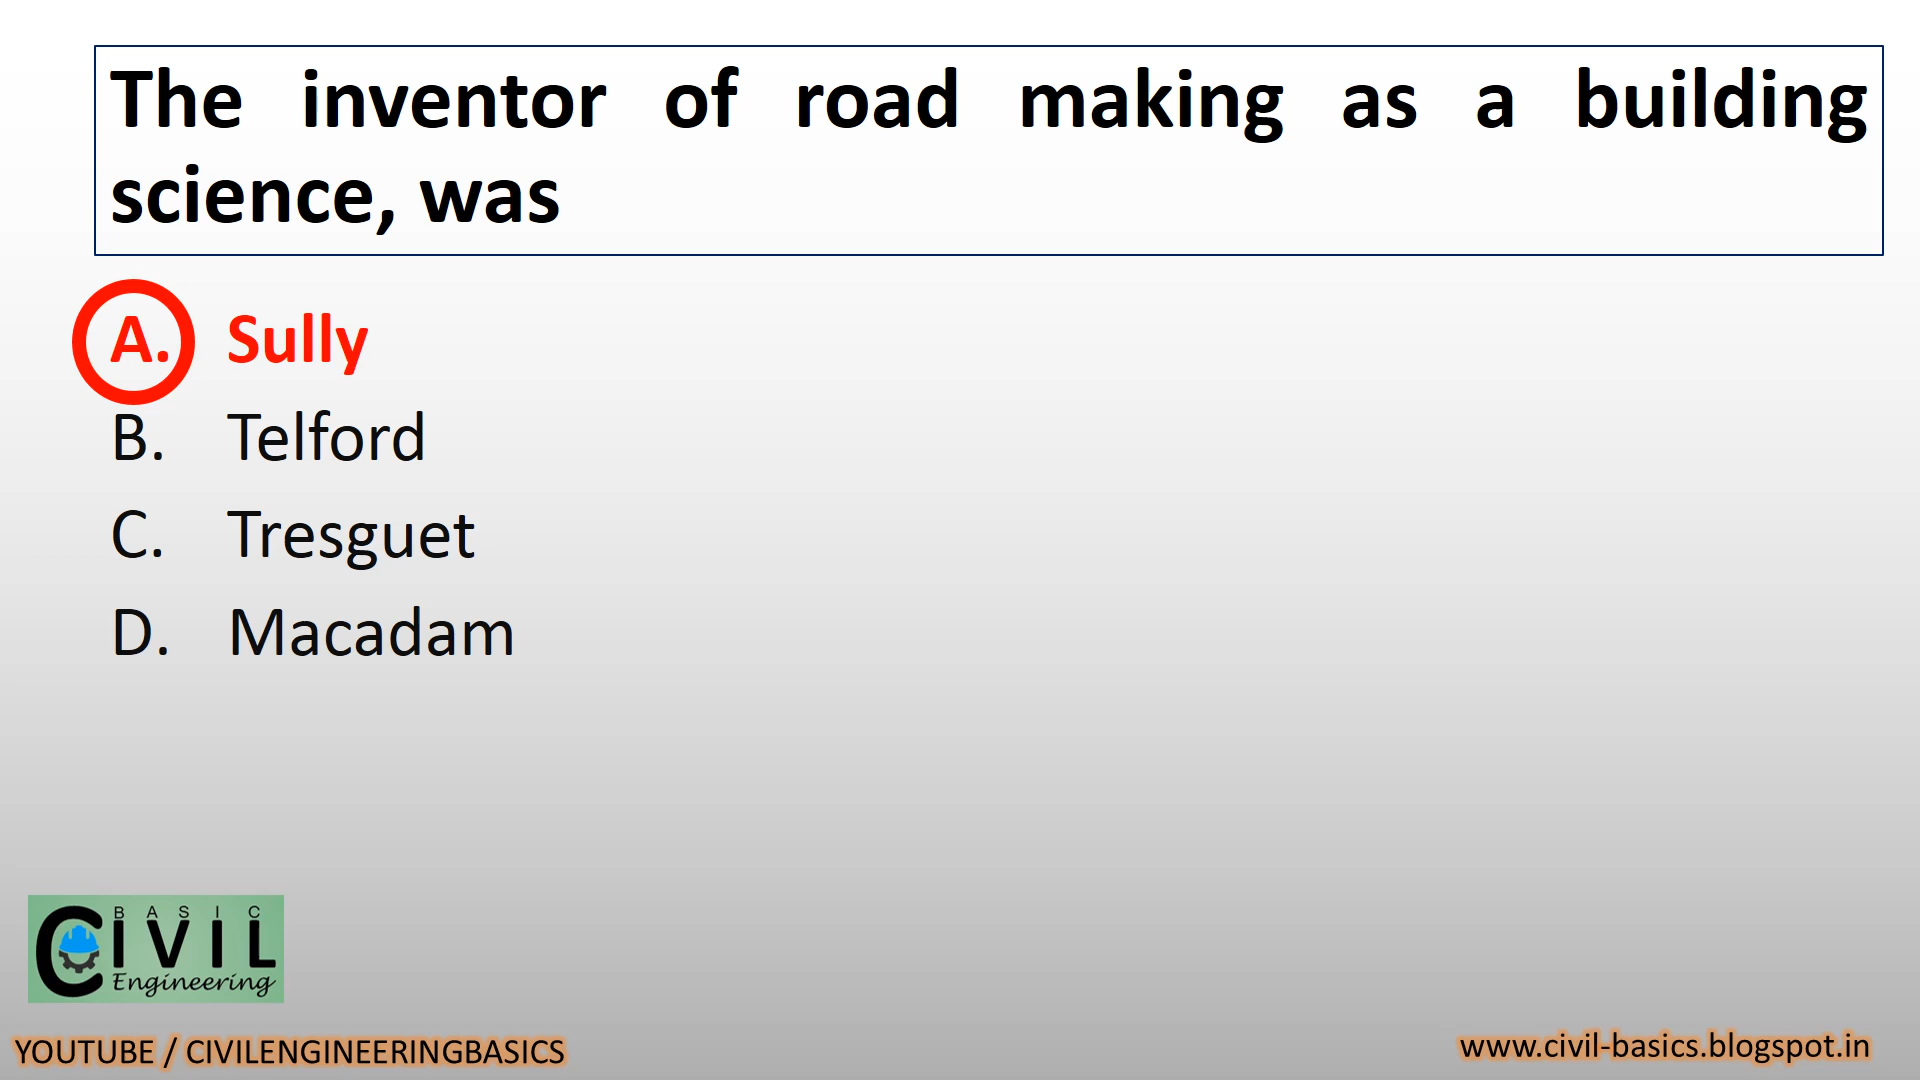 The inventor of road making as a building
science, was
A. Sully
B. Telford
C. Tresguet
D. Macadam
BASIC
CIVIL
Engineering
YOUTUBE / CIVILENGINEERINGBASICS
www.civil-basics.blogspot.in